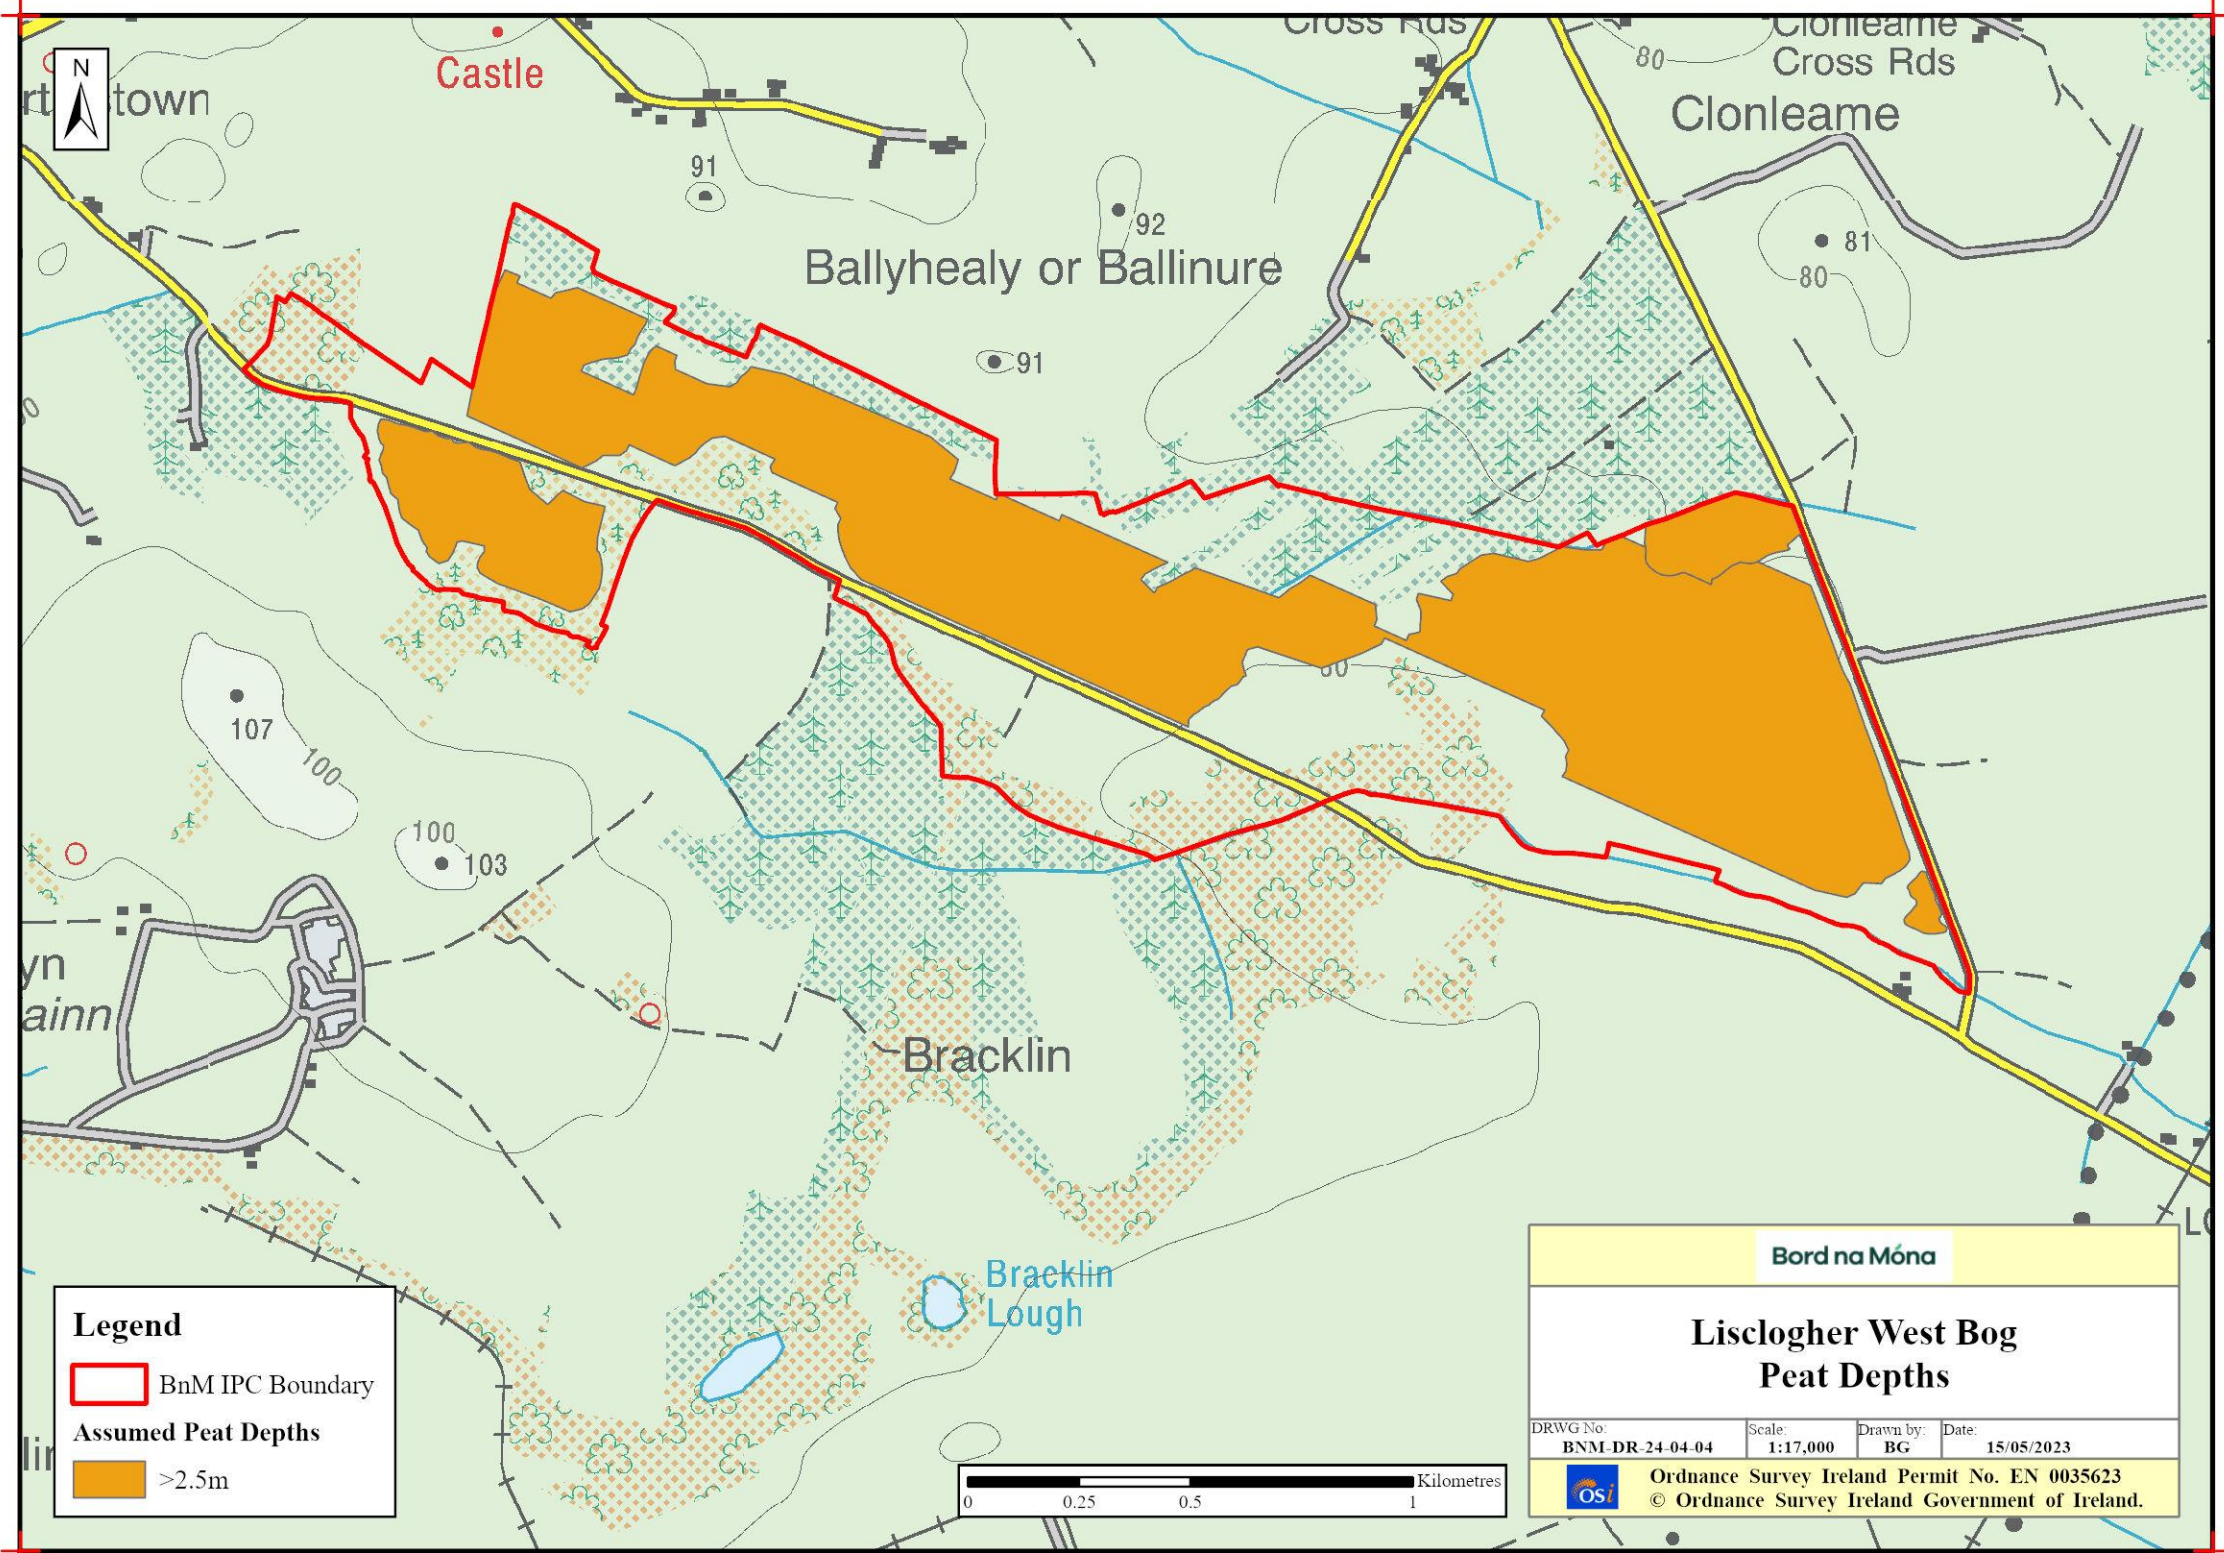 Cross Rds
Clonleame
Cross Rds
80
Castle
N
town
Clonleame
91
92
81
80
Ballyhealy or Ballinure
91
107
100
100
103
yn
ainn
Bracklin
Bracklin
Lough
Legend
BnM IPC Boundary
Assumed Peat Depths
>2.5m
0
0.25
0.5
1
Kilometres
Bord na Móna
Lisclogher West Bog
Peat Depths
DRWG No:
BNM-DR-24-04-04
Scale:
1:17,000
Drawn by:
BG
Date:
15/05/2023
OSi
Ordnance Survey Ireland Permit No. EN 0035623
© Ordnance Survey Ireland Government of Ireland.